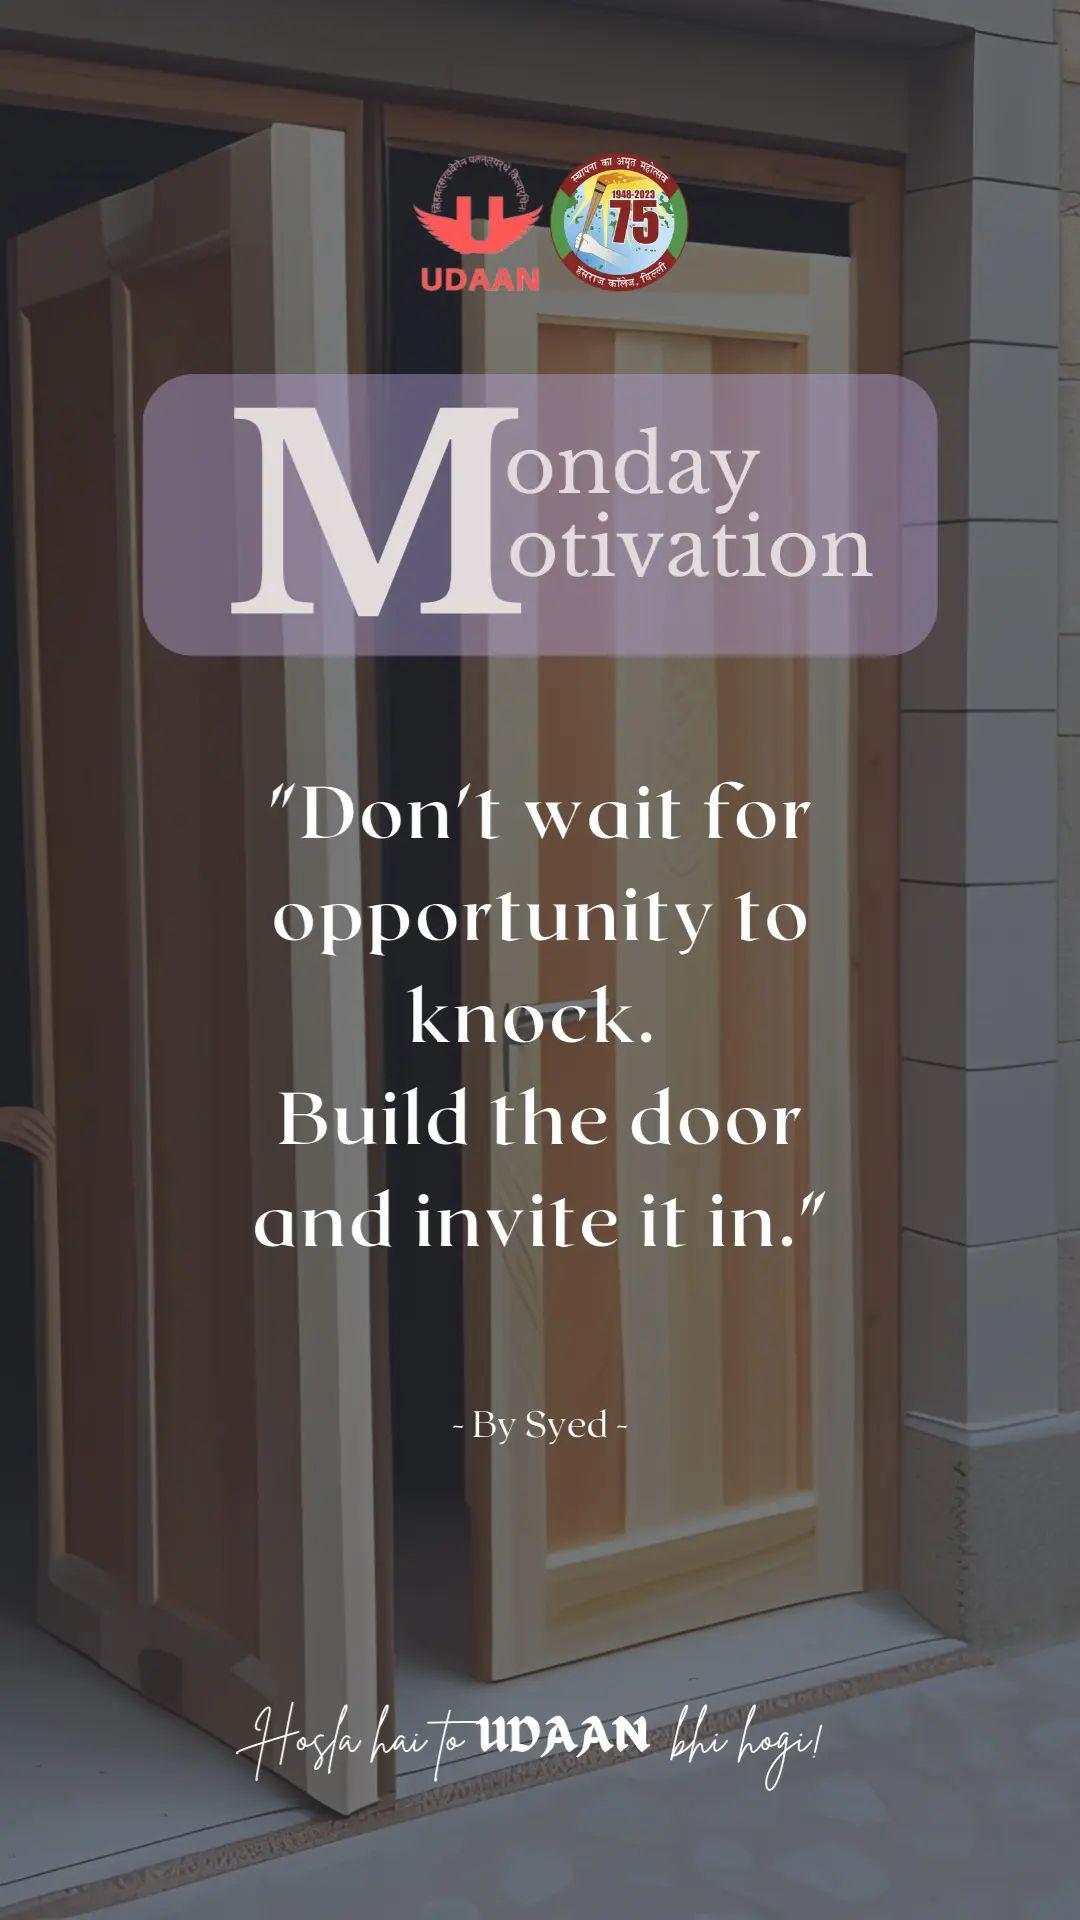 UDAAN
स्थापना का अमृत महोत्सव
1948-2023
75
हंसराज कॉलेज, दिल्ली
Monday
Motivation
"Don't wait for
opportunity to
knock.
Build the door
and invite it in."
- By Syed -
Hosla hai to UDAAN bhi hogi!